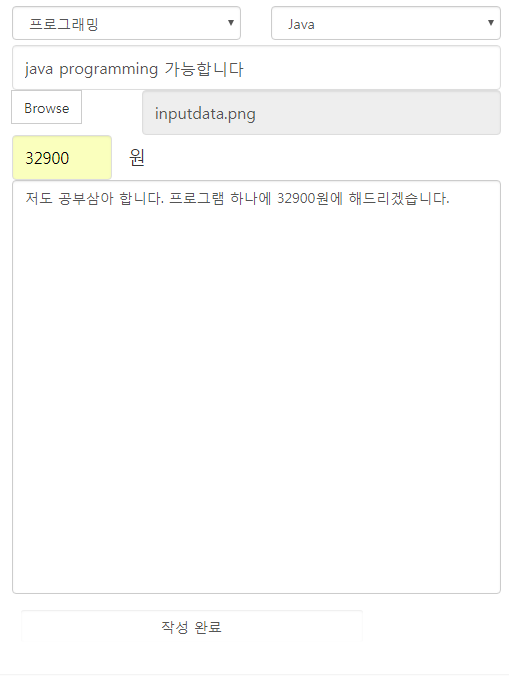 프로그래밍 Java
java programming 가능합니다
Browse inputdata.png
32900 원
저도 공부삼아 합니다. 프로그램 하나에 32900원에 해드리겠습니다.
작성 완료